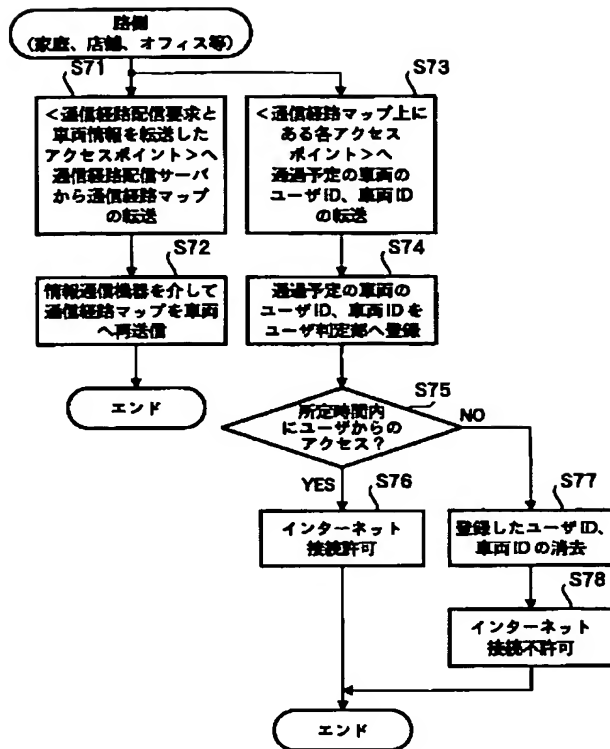 路側
(家庭、店舗、オフィス等)
S71
<通信経路配信要求と
車両情報を転送した
アクセスポイント>へ
通信経路配信サーバ
から通信経路マップ
の転送
S72
情報通信機器を介して
通信経路マップを車両
へ再送信
エンド
S73
<通信経路マップ上に
ある各アクセス
ポイント>へ
通過予定の車両の
ユーザID、車両ID
の転送
S74
通過予定の車両の
ユーザID、車両IDを
ユーザ判定部へ登録
S75
所定時間内
にユーザからの
アクセス?
YES
NO
S76
インターネット
接続許可
S77
登録したユーザID、
車両IDの消去
S78
インターネット
接続不許可
エンド